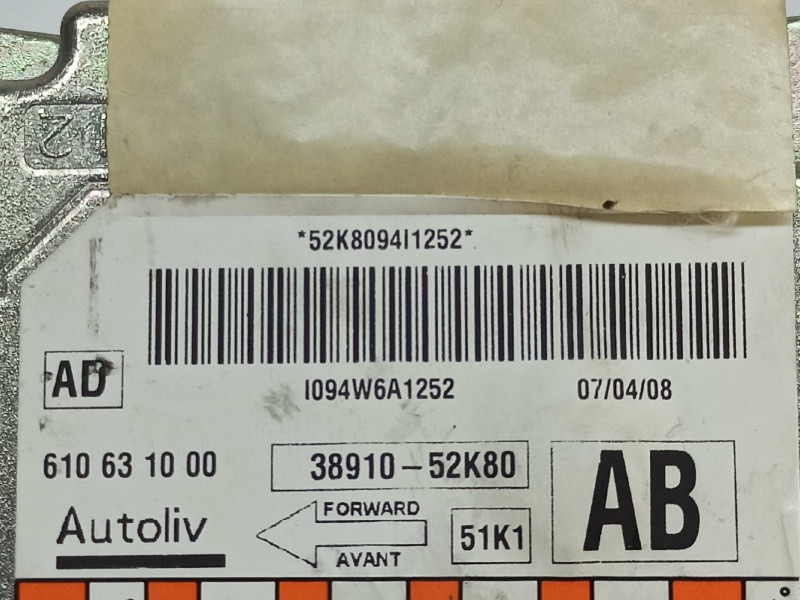 *52K8094I1252*
AD
I094W6A1252 07/04/08
610 63 10 00 38910-52K80 AB
Autoliv FORWARD 51K1
AVANT